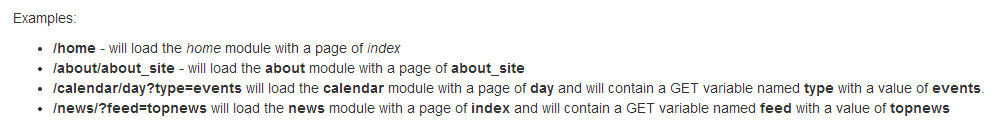 Examples:
/home - will load the home module with a page of index
/about/about_site - will load the about module with a page of about_site
/calendar/day?type=events will load the calendar module with a page of day and will contain a GET variable named type with a value of events.
/news/?feed=topnews will load the news module with a page of index and will contain a GET variable named feed with a value of topnews